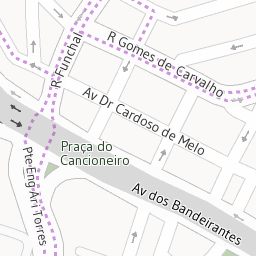 R Gomes de Carvalho
R Funchal
Av Dr Cardoso de Melo
Praça do
Cancioneiro
Pte Eng Ari Torres
Av dos Bandeirantes